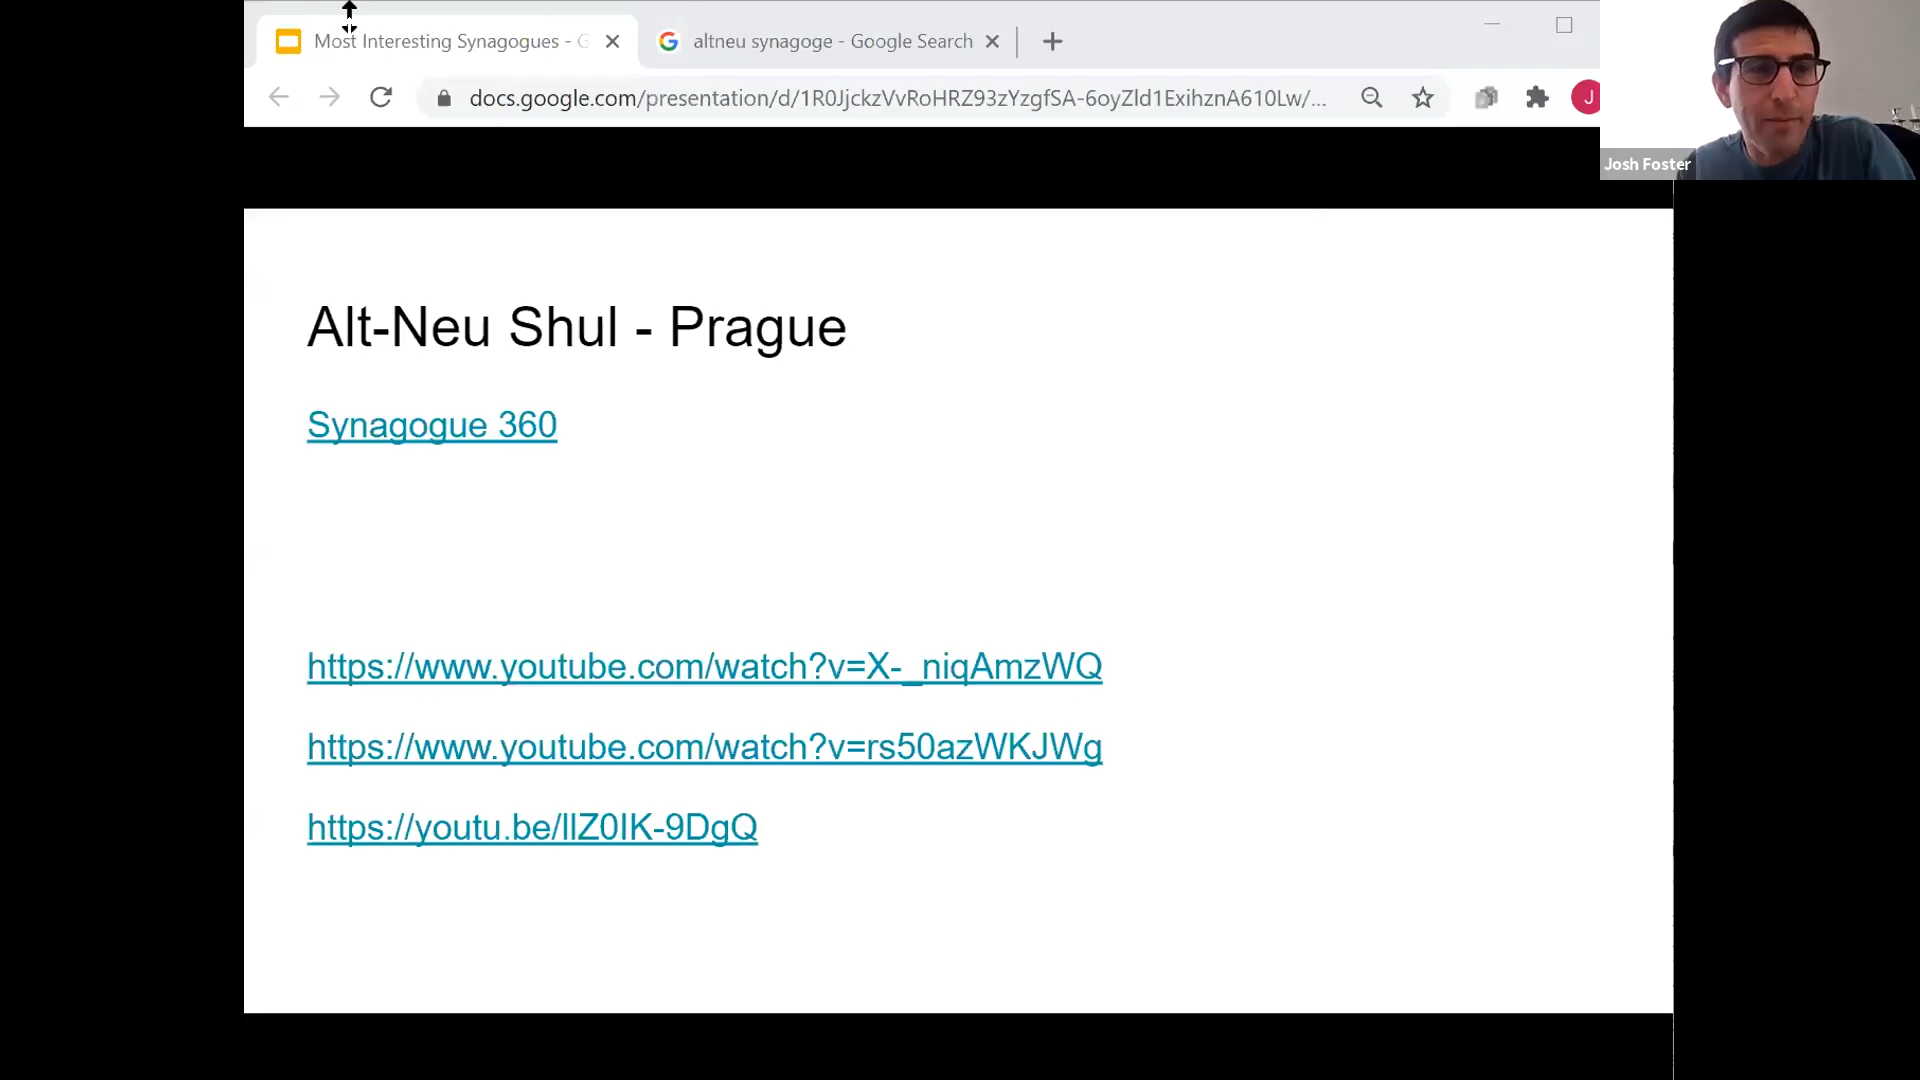 Most Interesting Synagogues - G
altneu synagoge - Google Search
docs.google.com/presentation/d/1R0JjckzVvRoHRZ93zYzgfSA-6oyZld1ExihznA610Lw/...
J
Josh Foster
Alt-Neu Shul - Prague
Synagogue 360
https://www.youtube.com/watch?v=X-_niqAmzWQ
https://www.youtube.com/watch?v=rs50azWKJWg
https://youtu.be/llZ0IK-9DgQ